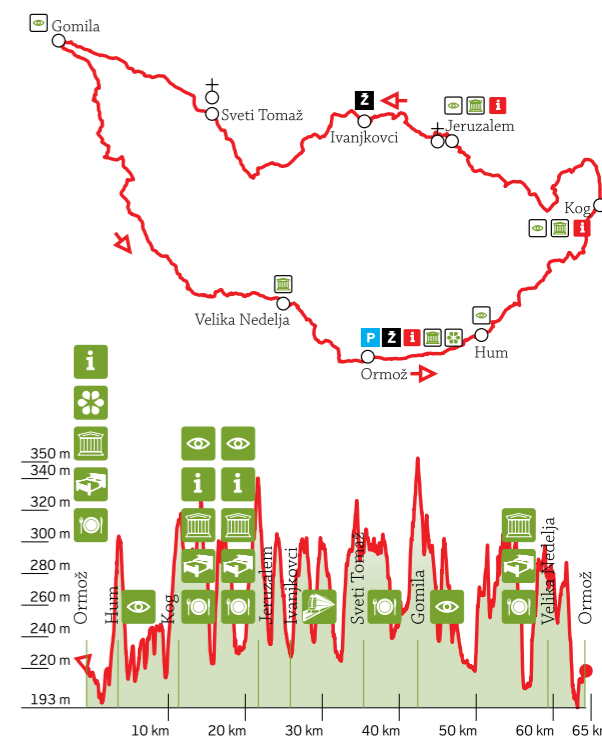 Gomila
Sveti Tomaž
Ž
Ivanjkovci
i
Jeruzalem
Kog
i
Velika Nedelja
P Ž i
Hum
Ormož
i
350 m
340 m
320 m
300 m
280 m
260 m
240 m
220 m
193 m
i
i
Ormož
Hum
Kog
Jeruzalem
Ivanjkovci
Sveti Tomaž
Gomila
Velika Nedelja
Ormož
10 km
20 km
30 km
40 km
50 km
60 km
65 k